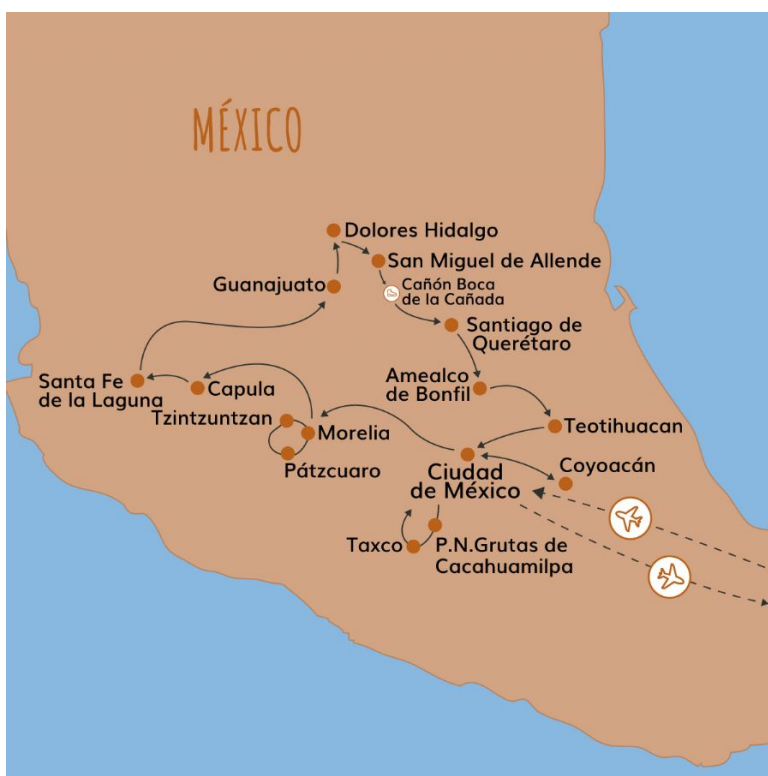 MÉXICO
Dolores Hidalgo
San Miguel de Allende
Guanajuato
Cañón Boca
de la Cañada
Santiago de
Querétaro
Santa Fe
de la Laguna
Capula
Amealco
de Bonfil
Tzintzuntzan
Morelia
Teotihuacan
Pátzcuaro
Ciudad
de México
Coyoacán
Taxco
P.N.Grutas de
Cacahuamilpa